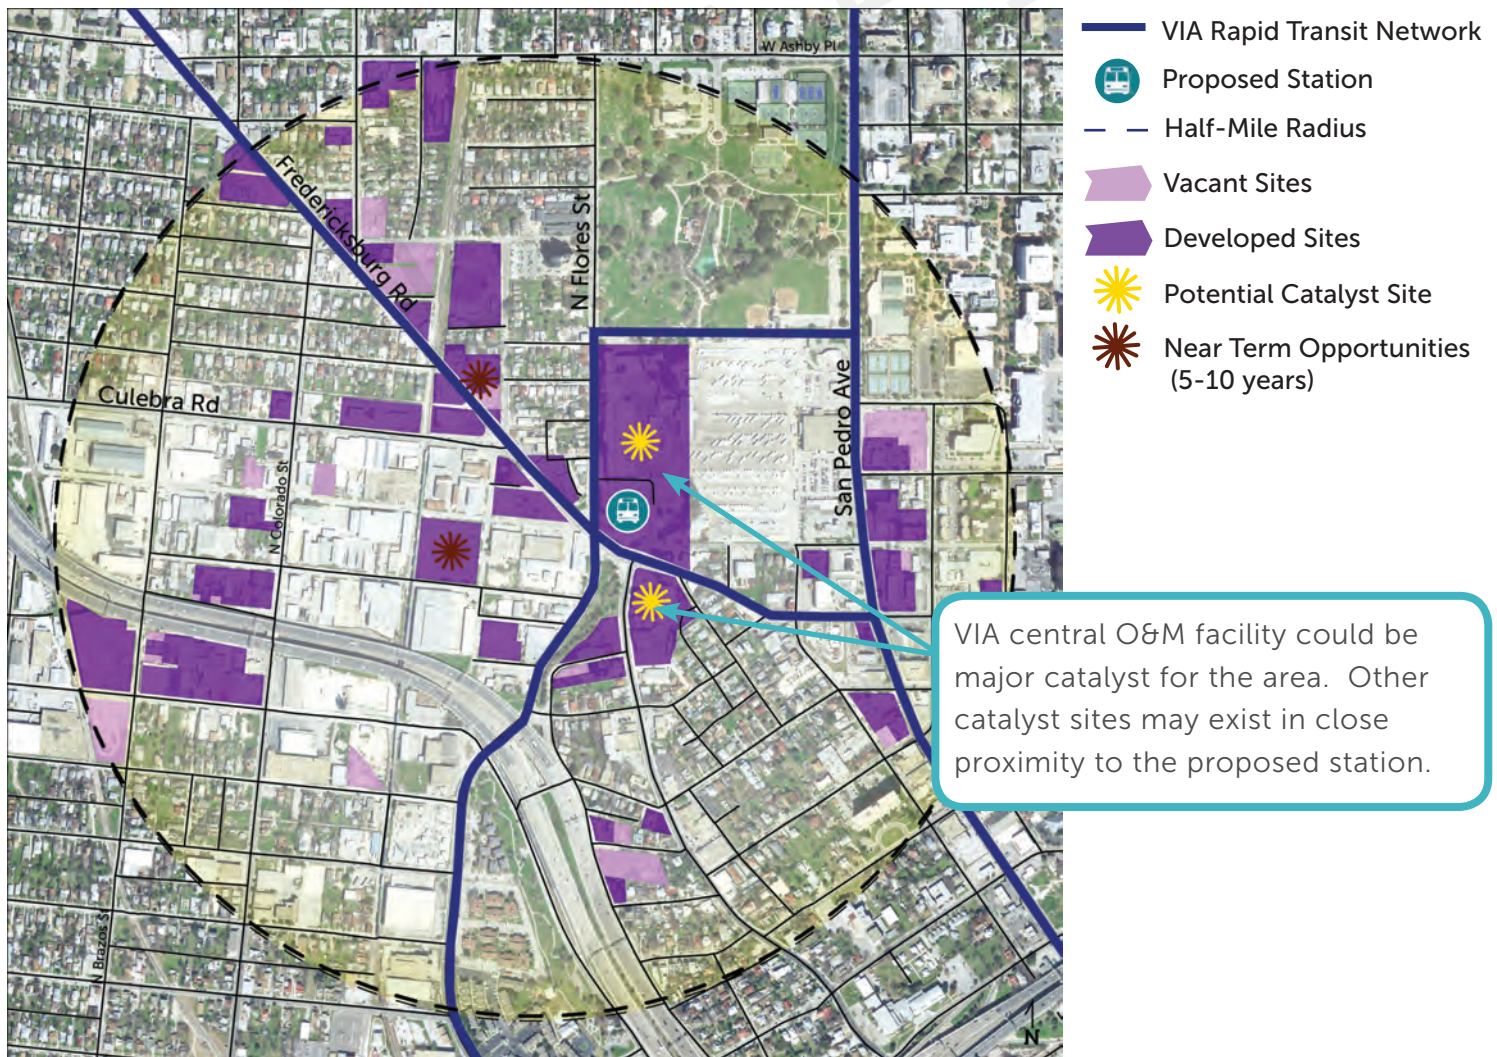 W Ashby Pl
Fredericksburg Rd
N Flores St
Culebra Rd
San Pedro Ave
N Colorado St
N Brazos St
N
VIA Rapid Transit Network
Proposed Station
Half-Mile Radius
Vacant Sites
Developed Sites
Potential Catalyst Site
Near Term Opportunities
(5-10 years)
VIA central O&M facility could be
major catalyst for the area. Other
catalyst sites may exist in close
proximity to the proposed station.